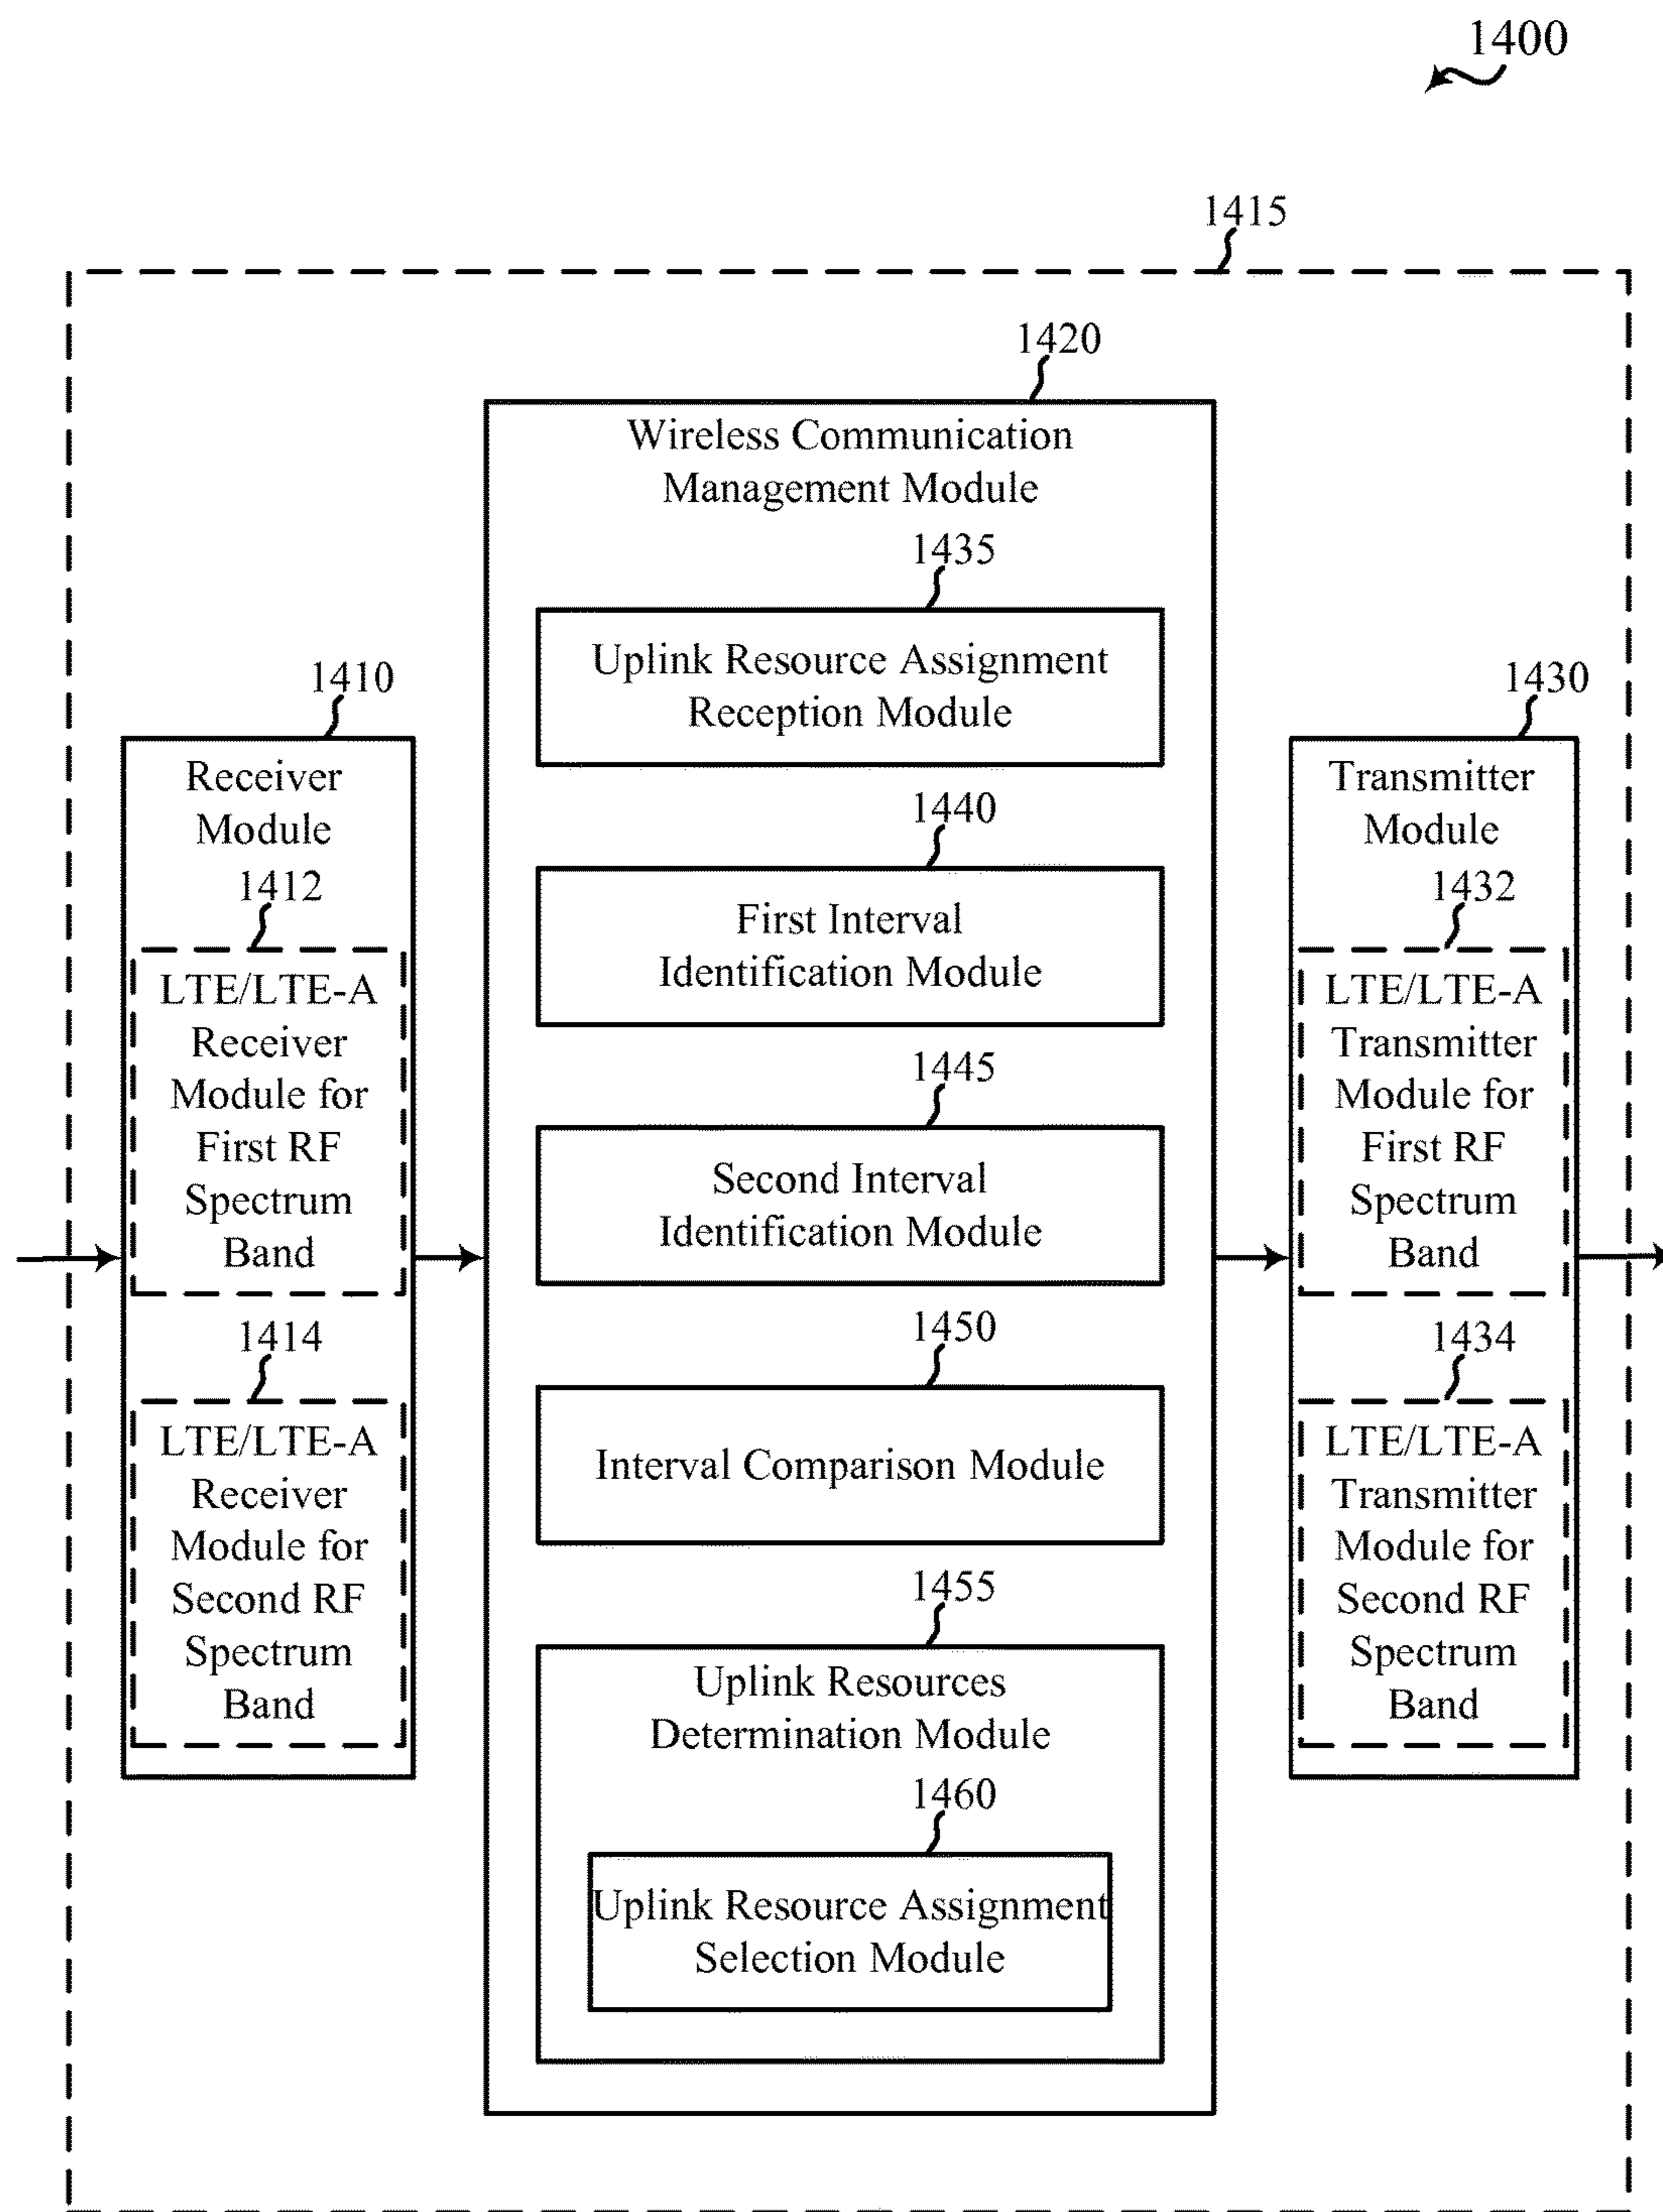 1400
1415
1420
Wireless Communication
Management Module
1435
Uplink Resource Assignment
Reception Module
1440
First Interval
Identification Module
1445
Second Interval
Identification Module
1450
Interval Comparison Module
1455
Uplink Resources
Determination Module
1460
Uplink Resource Assignment
Selection Module
1410
Receiver
Module
1412
LTE/LTE-A
Receiver
Module for
First RF
Spectrum
Band
1414
LTE/LTE-A
Receiver
Module for
Second RF
Spectrum
Band
1430
Transmitter
Module
1432
LTE/LTE-A
Transmitter
Module for
First RF
Spectrum
Band
1434
LTE/LTE-A
Transmitter
Module for
Second RF
Spectrum
Band